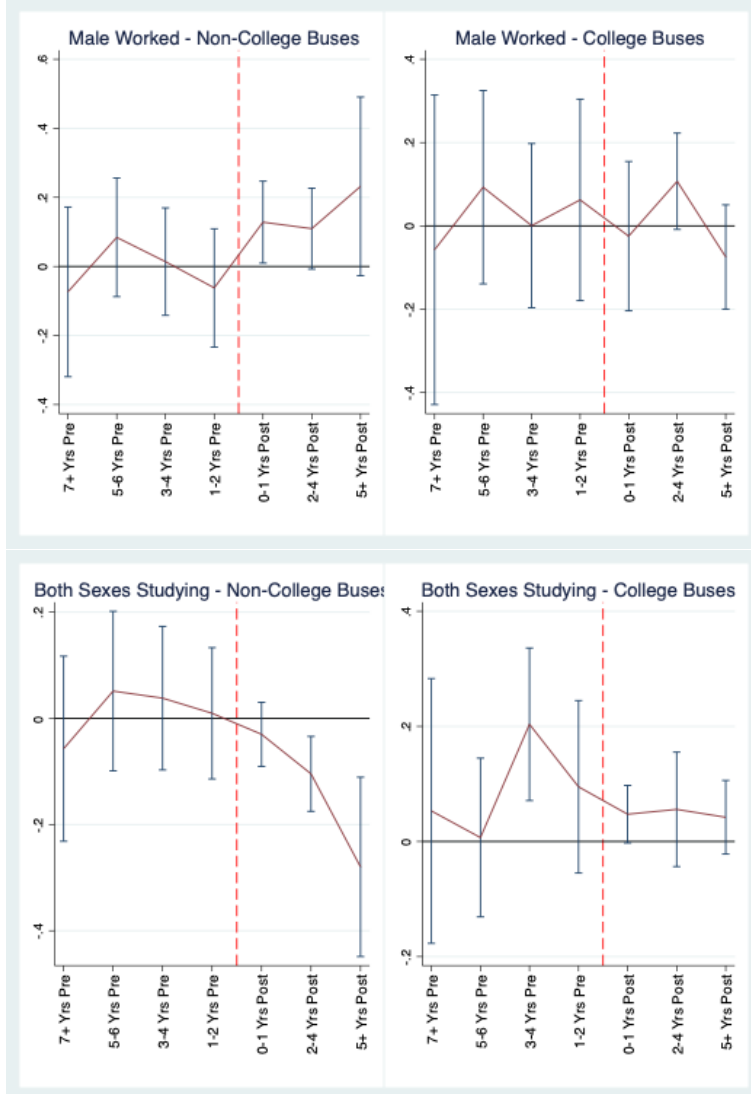 Male Worked - Non-College Buses
.6
.4
.2
0
-.2
-.4
7+ Yrs Pre
5-6 Yrs Pre
3-4 Yrs Pre
1-2 Yrs Pre
0-1 Yrs Post
2-4 Yrs Post
5+ Yrs Post
Male Worked - College Buses
.4
.2
0
-.2
-.4
7+ Yrs Pre
5-6 Yrs Pre
3-4 Yrs Pre
1-2 Yrs Pre
0-1 Yrs Post
2-4 Yrs Post
5+ Yrs Post
Both Sexes Studying - Non-College Buses
.2
0
-.2
-.4
7+ Yrs Pre
5-6 Yrs Pre
3-4 Yrs Pre
1-2 Yrs Pre
0-1 Yrs Post
2-4 Yrs Post
5+ Yrs Post
Both Sexes Studying - College Buses
.4
.2
0
-.2
7+ Yrs Pre
5-6 Yrs Pre
3-4 Yrs Pre
1-2 Yrs Pre
0-1 Yrs Post
2-4 Yrs Post
5+ Yrs Post